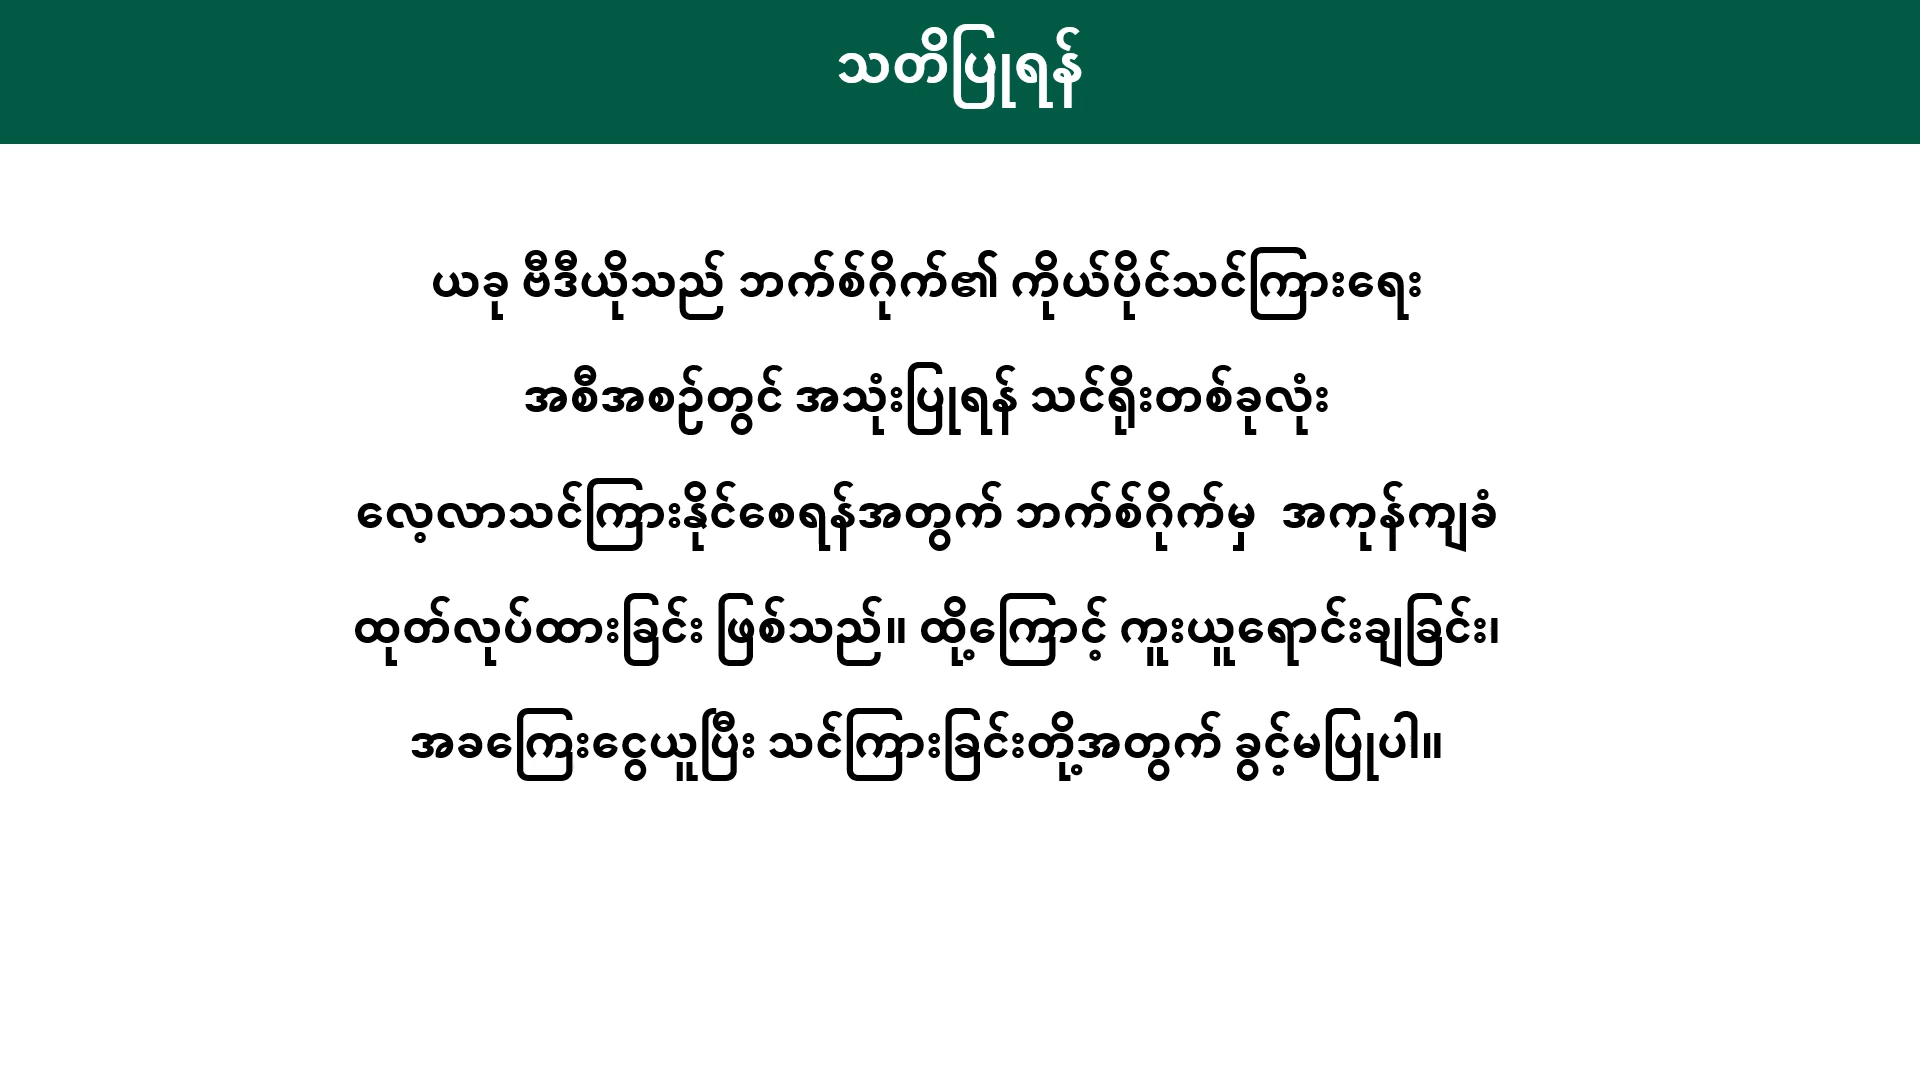 သတိပြုရန်
ယခု ဗီဒီယိုသည် ဘက်စ်ဂိုက်၏ ကိုယ်ပိုင်သင်ကြားရေး
အစီအစဉ်တွင် အသုံးပြုရန် သင်ရိုးတစ်ခုလုံး
လေ့လာသင်ကြားနိုင်စေရန်အတွက် ဘက်စ်ဂိုက်မှ  အကုန်ကျခံ
ထုတ်လုပ်ထားခြင်း ဖြစ်သည်။ ထို့ကြောင့် ကူးယူရောင်းချခြင်း၊
အခကြေးငွေယူပြီး သင်ကြားခြင်းတို့အတွက် ခွင့်မပြုပါ။